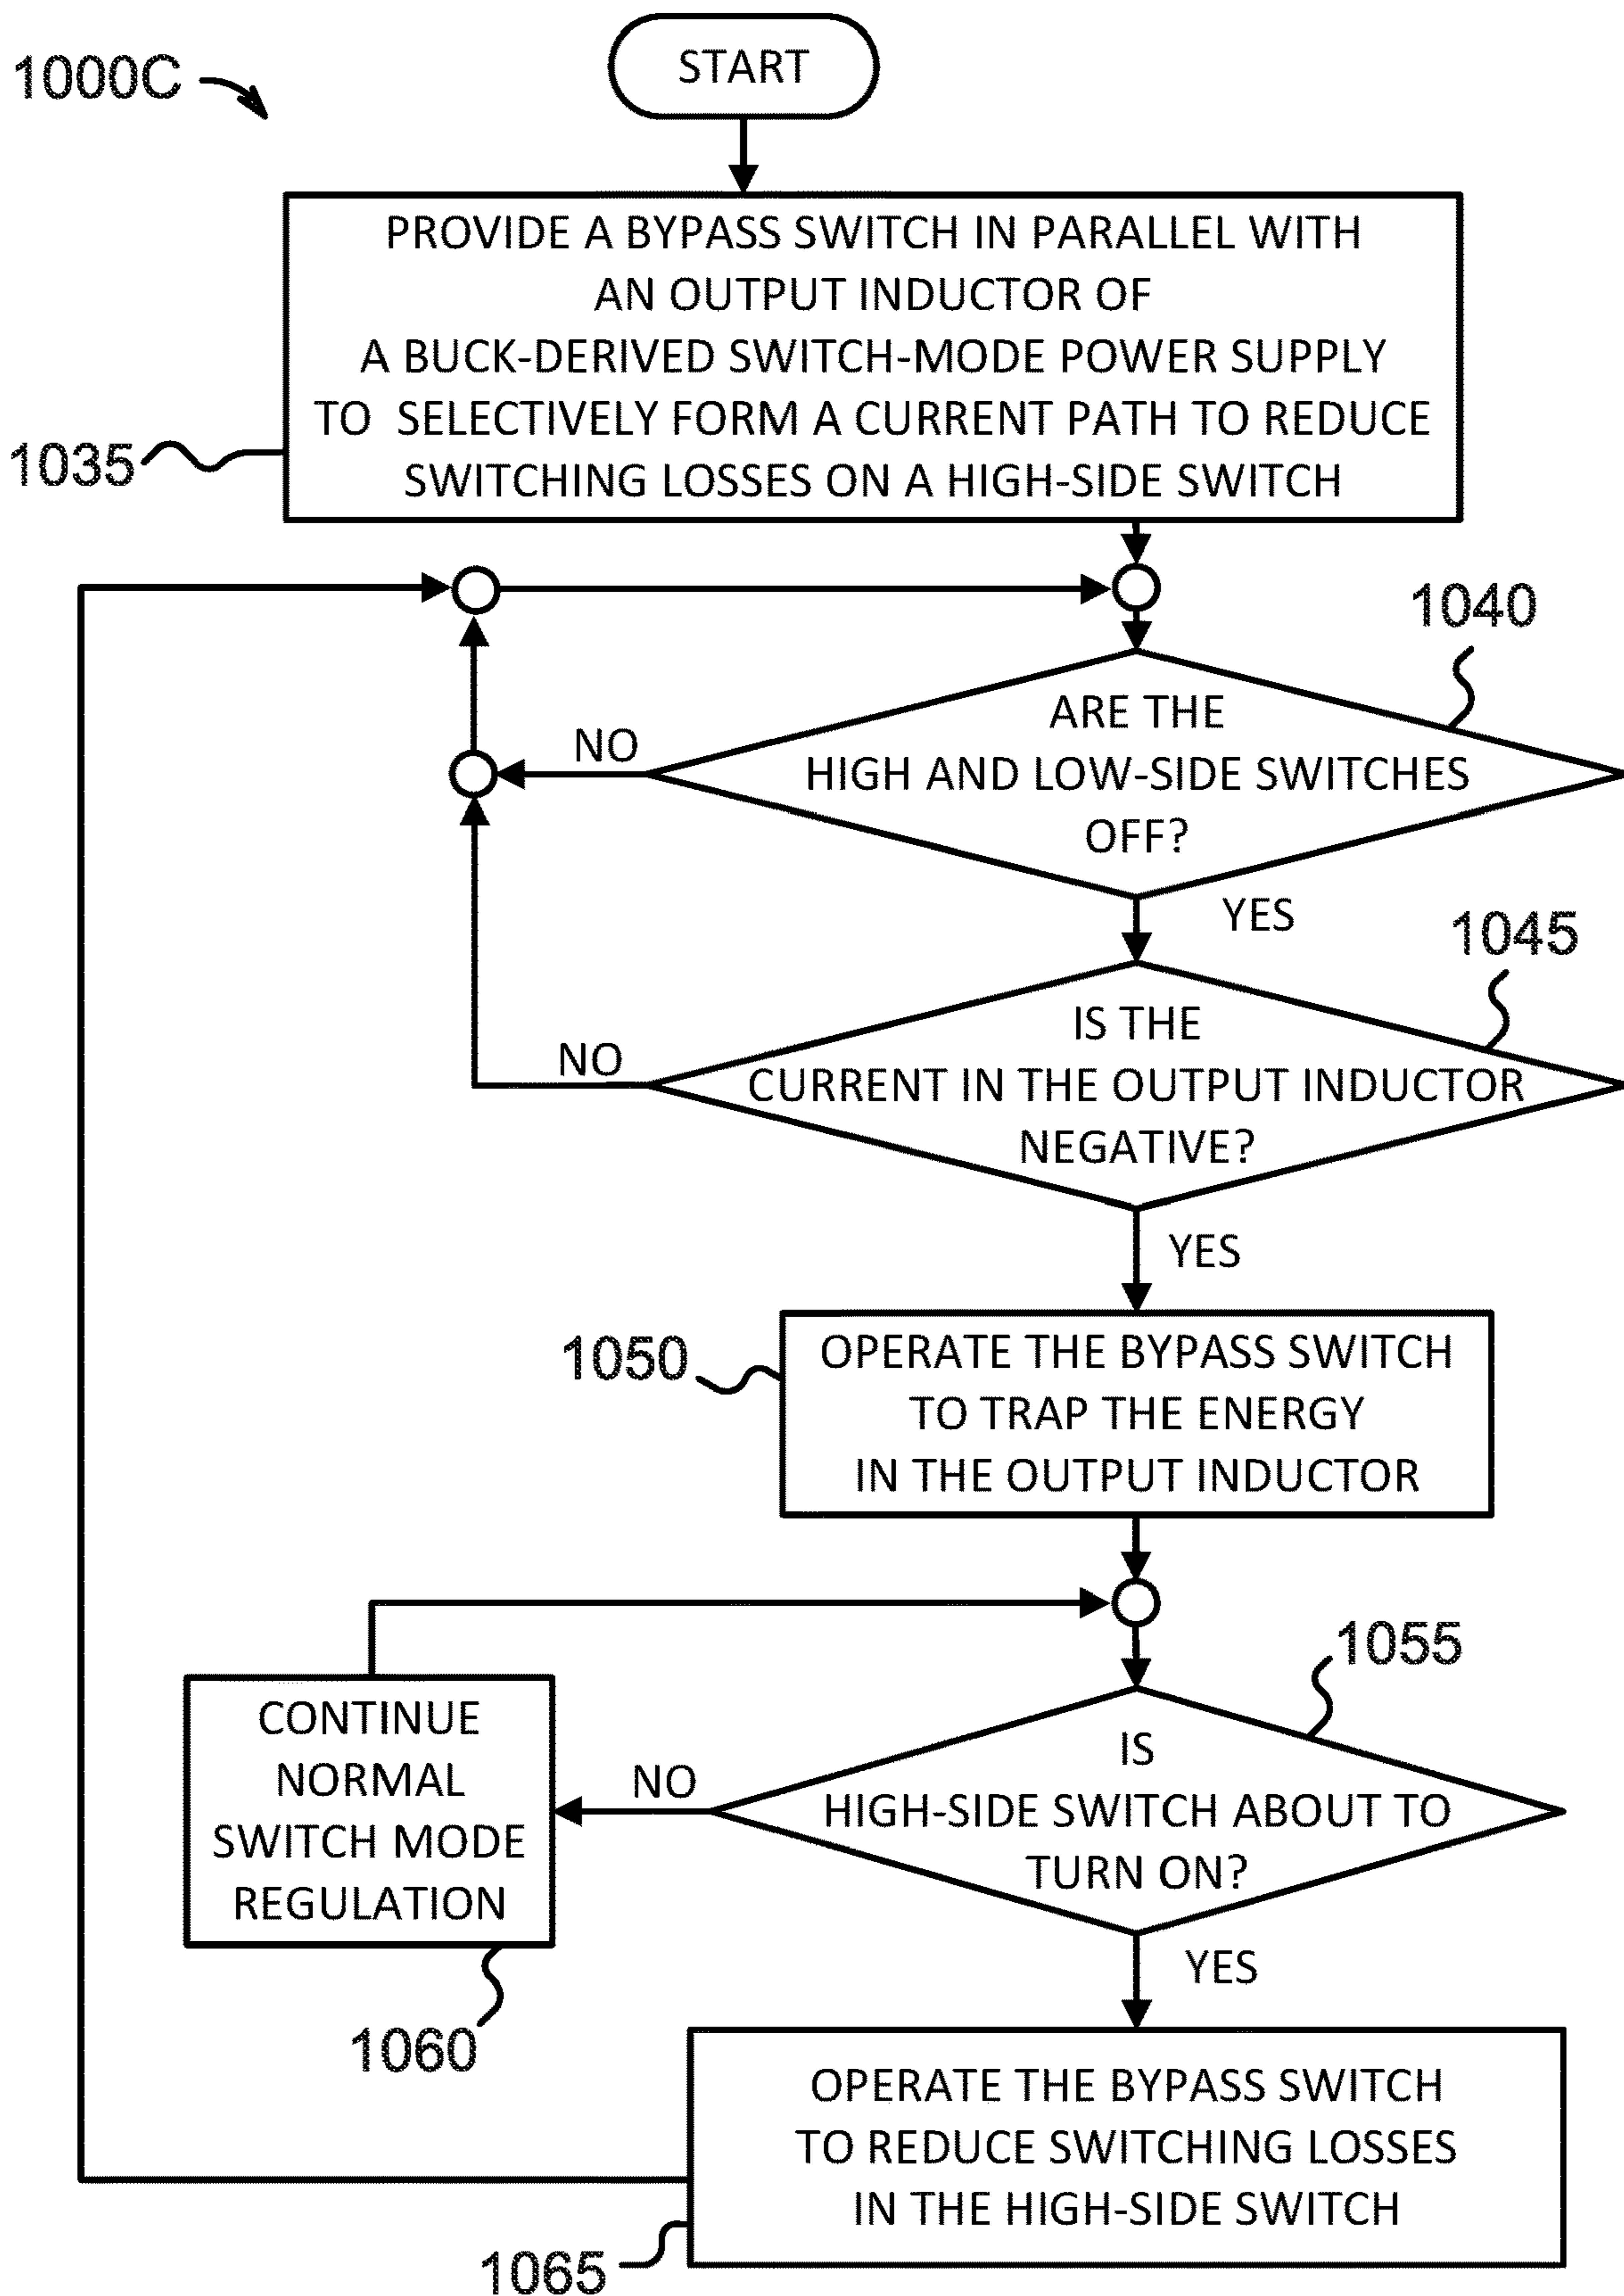 START
1000C
PROVIDE A BYPASS SWITCH IN PARALLEL WITH
AN OUTPUT INDUCTOR OF
A BUCK-DERIVED SWITCH-MODE POWER SUPPLY
TO SELECTIVELY FORM A CURRENT PATH TO REDUCE
SWITCHING LOSSES ON A HIGH-SIDE SWITCH
1035
1040
ARE THE
HIGH AND LOW-SIDE SWITCHES
OFF?
NO
YES
1045
IS THE
CURRENT IN THE OUTPUT INDUCTOR
NEGATIVE?
NO
YES
1050
OPERATE THE BYPASS SWITCH
TO TRAP THE ENERGY
IN THE OUTPUT INDUCTOR
1055
IS
HIGH-SIDE SWITCH ABOUT TO
TURN ON?
NO
CONTINUE
NORMAL
SWITCH MODE
REGULATION
1060
YES
OPERATE THE BYPASS SWITCH
TO REDUCE SWITCHING LOSSES
IN THE HIGH-SIDE SWITCH
1065